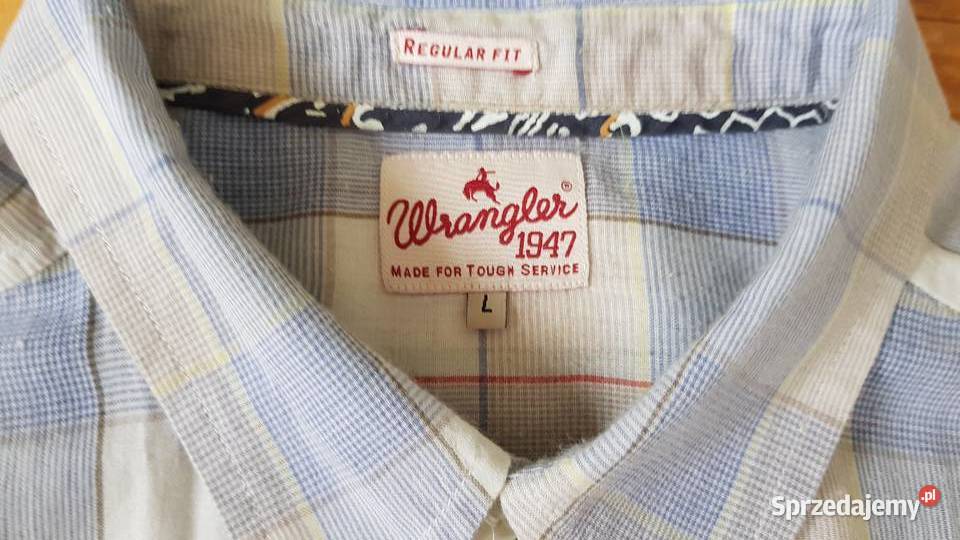 REGULAR FIT
Wrangler®
1947
MADE FOR TOUGH SERVICE
L
Sprzedajemy.pl